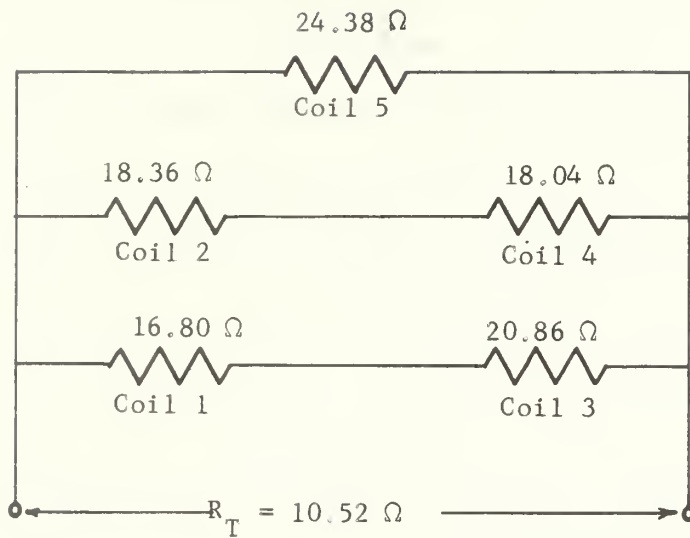 24.38 Ω
Coil 5
18.36 Ω 18.04 Ω
Coil 2 Coil 4
16.80 Ω 20.86 Ω
Coil 1 Coil 3
R_T = 10.52 Ω